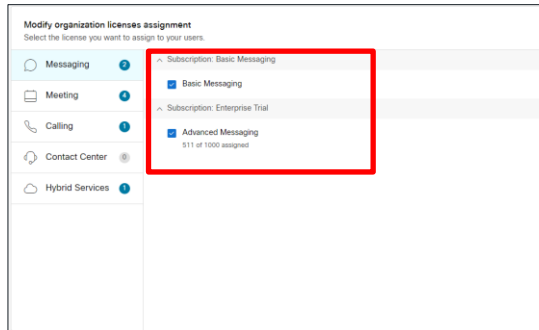 Modify organization licenses assignment
Select the license you want to assign to your users.
Messaging 2
Meeting 4
Calling 1
Contact Center 0
Hybrid Services 1
Subscription: Basic Messaging
Basic Messaging
Subscription: Enterprise Trial
Advanced Messaging
511 of 1000 assigned